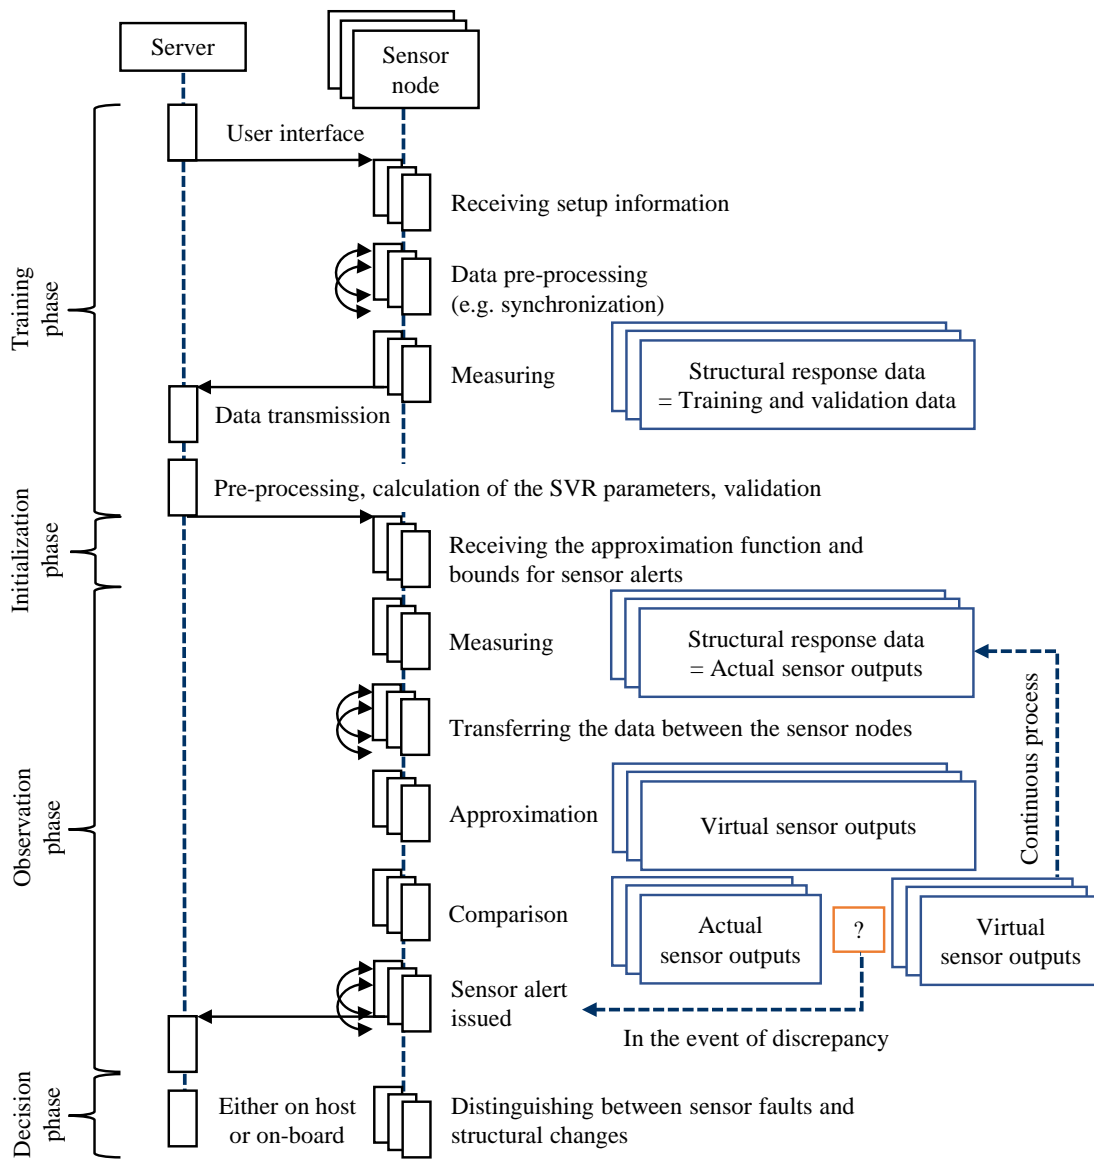 Server
Sensor
node
User interface
Receiving setup information
Training
phase
Data pre-processing
(e.g. synchronization)
Measuring
Structural response data
= Training and validation data
Data transmission
Pre-processing, calculation of the SVR parameters, validation
Initialization
phase
Receiving the approximation function and
bounds for sensor alerts
Observation
phase
Measuring
Structural response data
= Actual sensor outputs
Continuous process
Transferring the data between the sensor nodes
Approximation
Virtual sensor outputs
Comparison
Actual
sensor outputs
?
Virtual
sensor outputs
Sensor alert
issued
In the event of discrepancy
Decision
phase
Either on host
or on-board
Distinguishing between sensor faults and
structural changes